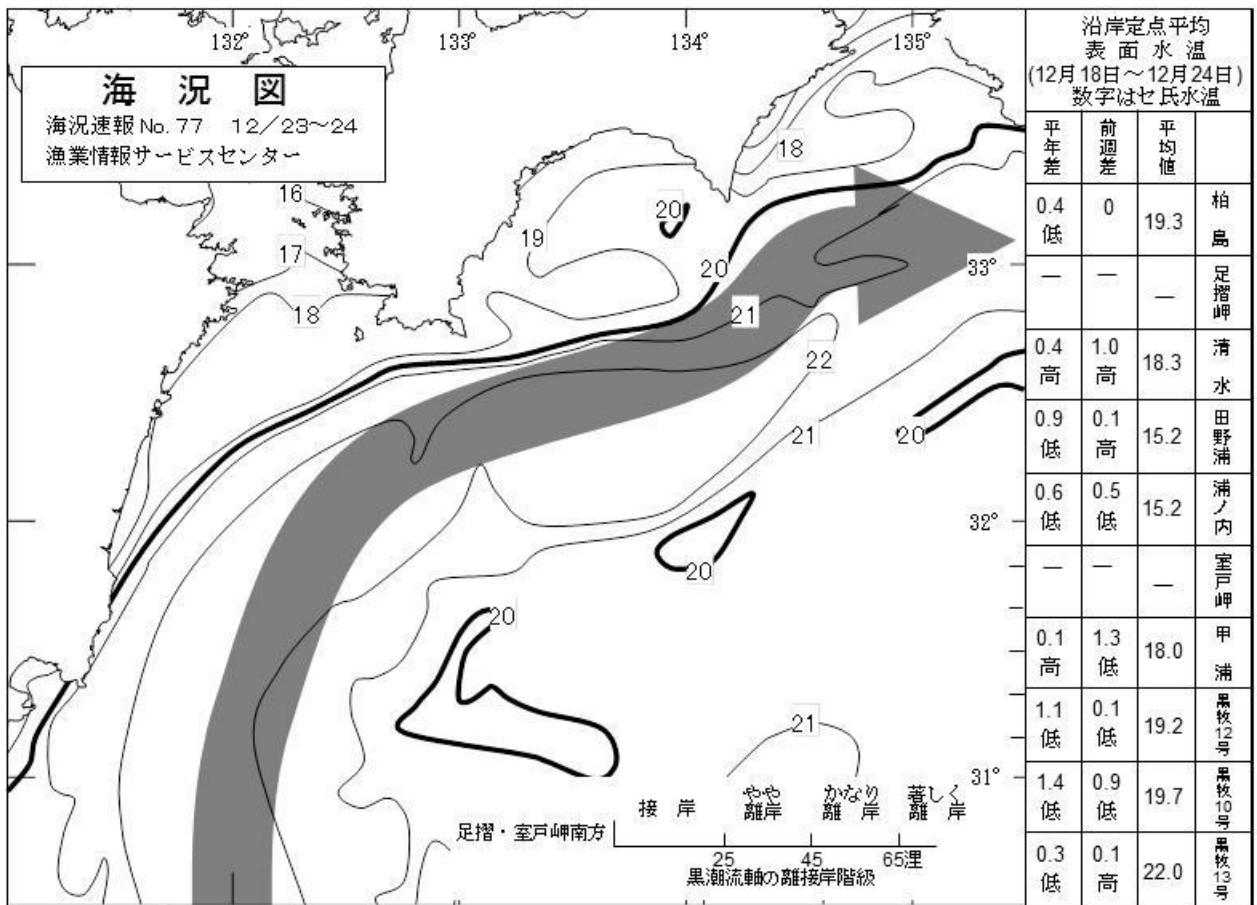 132°
133°
134°
135°
海況図
海況速報 No. 77 12／23～24
漁業情報サービスセンター
16
17
18
19
20
18
20
21
22
21
20
20
20
21
33°
32°
31°
接岸
やや離岸
かなり離岸
著しく離岸
足摺・室戸岬南方
25 45 65浬
黒潮流軸の離接岸階級
沿岸定点平均
表面水温
(12月18日～12月24日)
数字はセ氏水温
平年差 前週差 平均値
0.4低 0 19.3 柏島
― ― ― 足摺岬
0.4高 1.0高 18.3 清水
0.9低 0.1高 15.2 田野浦
0.6低 0.5低 15.2 浦ノ内
― ― ― 室戸岬
0.1高 1.3低 18.0 甲浦
1.1低 0.1低 19.2 黒牧12号
1.4低 0.9低 19.7 黒牧10号
0.3低 0.1高 22.0 黒牧13号